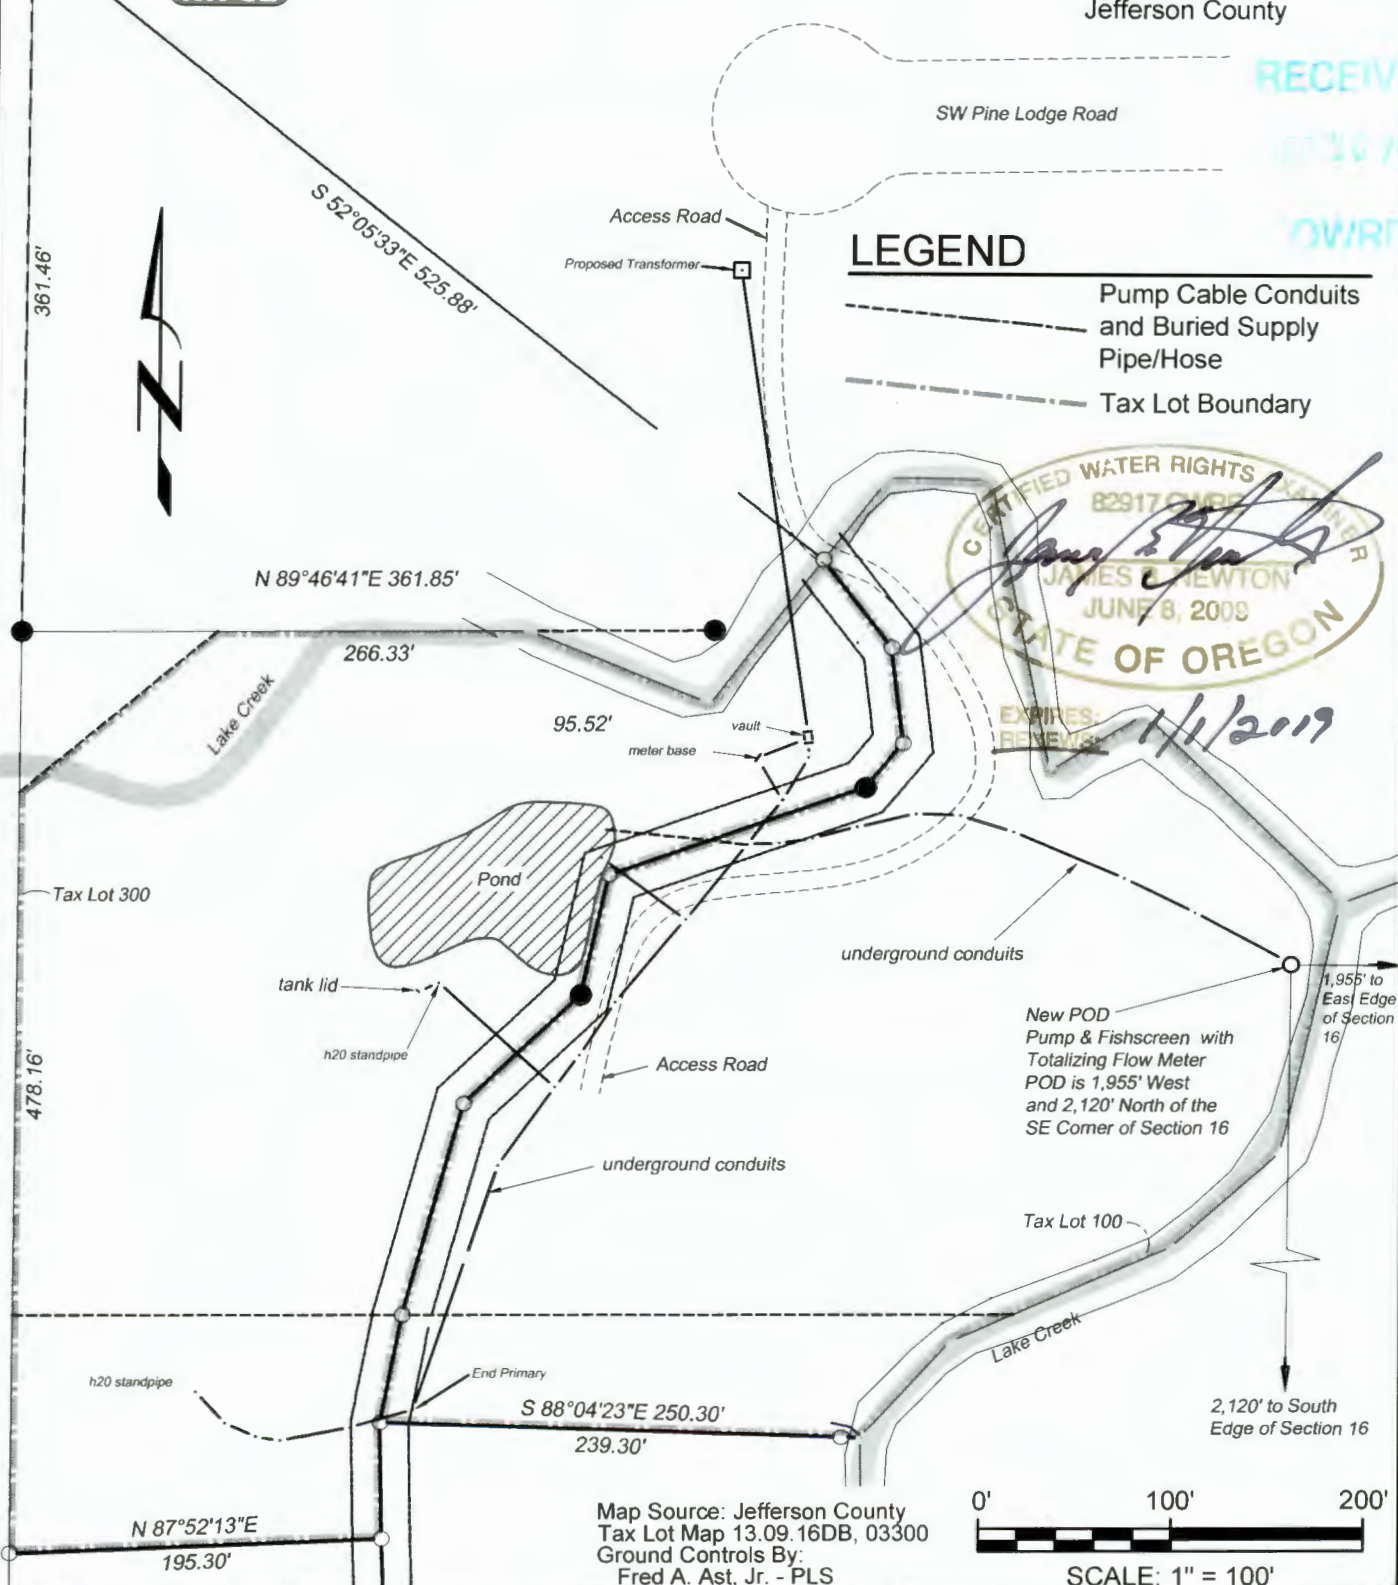 Jefferson County
SW Pine Lodge Road
S 52°05'33"E 525.88'
361.46'
Access Road
Proposed Transformer
LEGEND
Pump Cable Conduits
and Buried Supply
Pipe/Hose
Tax Lot Boundary
CERTIFIED WATER RIGHTS EXAMINER
82917 CWRE
JAMES
NEWTON
JUNE 8,
STATE OF OREGON
EXPIRES:
RENEWS:
1/1/2019
N
N 89°46'41"E 361.85'
266.33'
Lake Creek
95.52'
vault
meter base
Pond
Tax Lot 300
tank lid
h20 standpipe
underground conduits
1,955' to
East Edge
of Section
16
New POD
Pump & Fishscreen with
Totalizing Flow Meter
POD is 1,955' West
and 2,120' North of the
SE Corner of Section 16
478.16'
Access Road
underground conduits
Tax Lot 100
Lake Creek
h20 standpipe
End Primary
S 88°04'23"E 250.30'
239.30'
2,120' to South
Edge of Section 16
N 87°52'13"E
195.30'
Map Source: Jefferson County
Tax Lot Map 13.09.16DB, 03300
Ground Controls By:
Fred A. Ast, Jr. - PLS
0' 100' 200'
SCALE: 1" = 100'